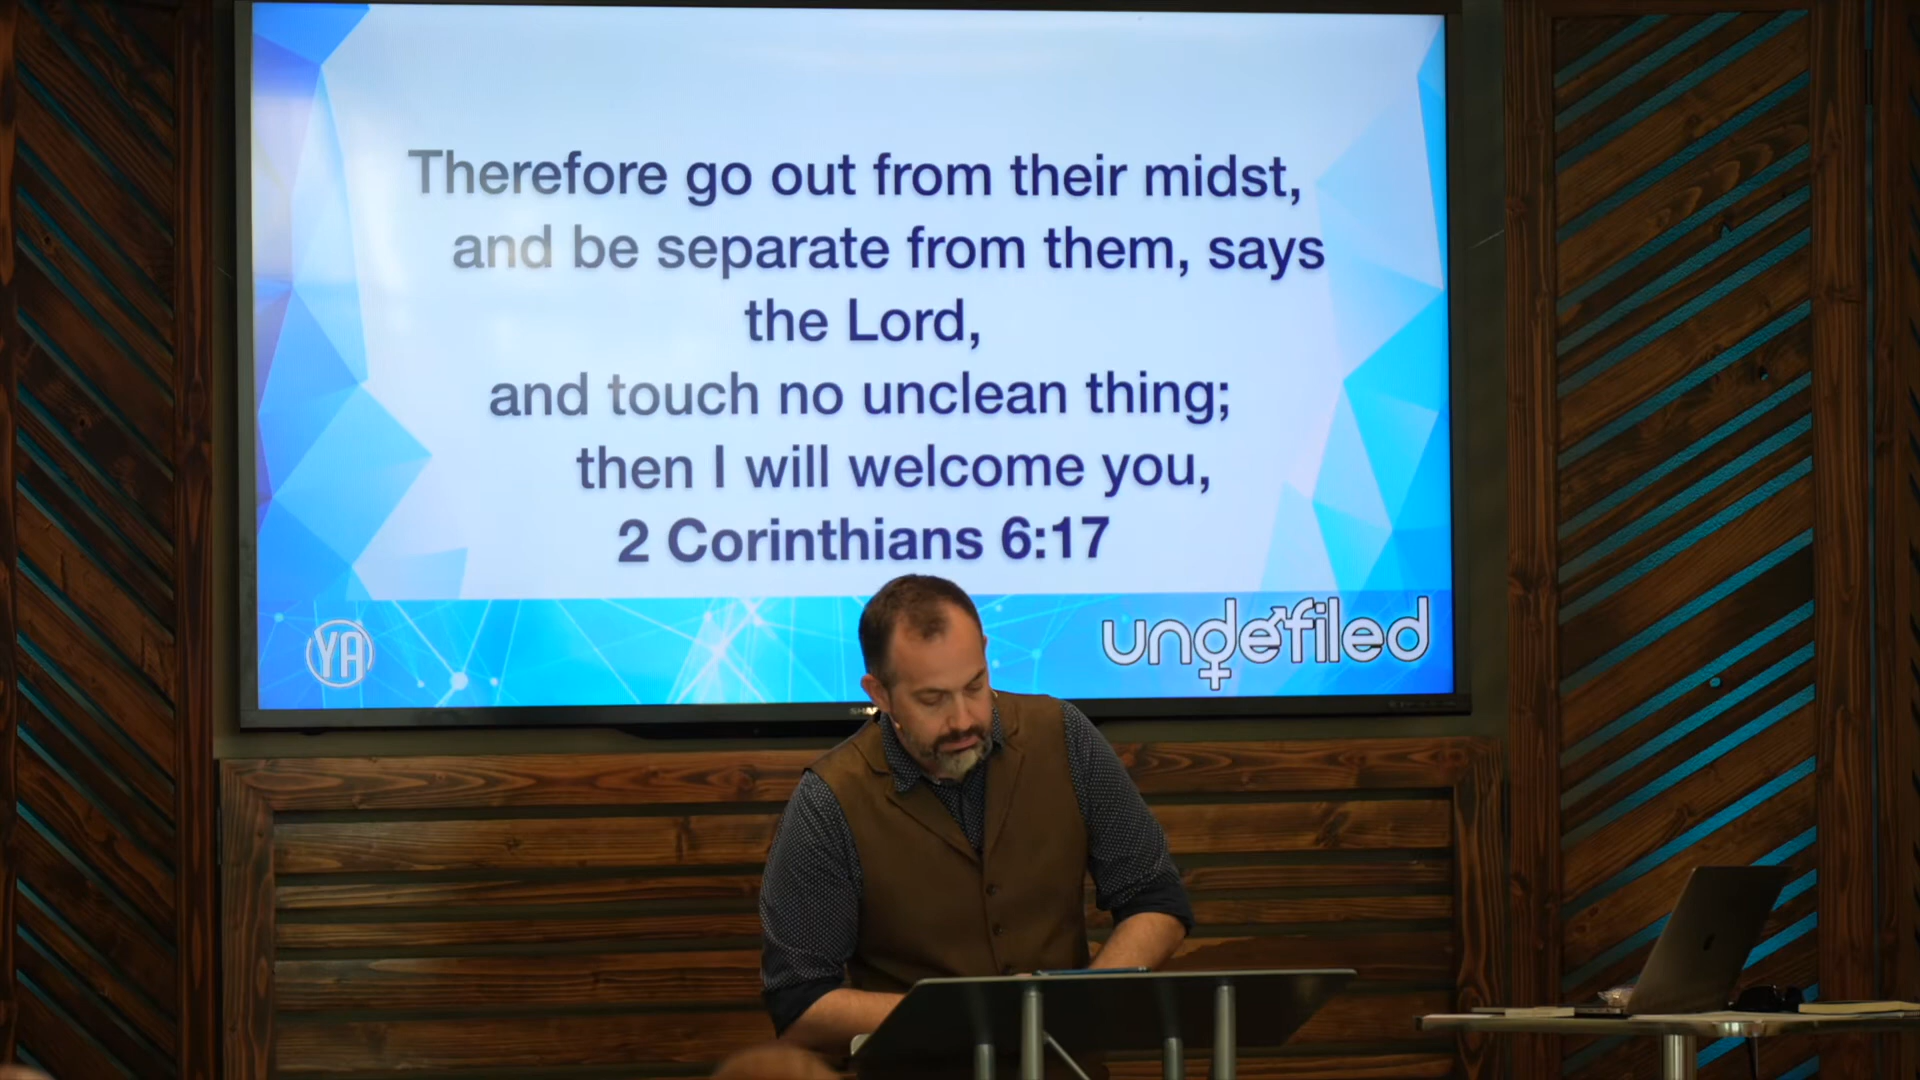 Therefore go out from their midst,
and be separate from them, says
the Lord,
and touch no unclean thing;
then I will welcome you,
2 Corinthians 6:17
YA
undefiled